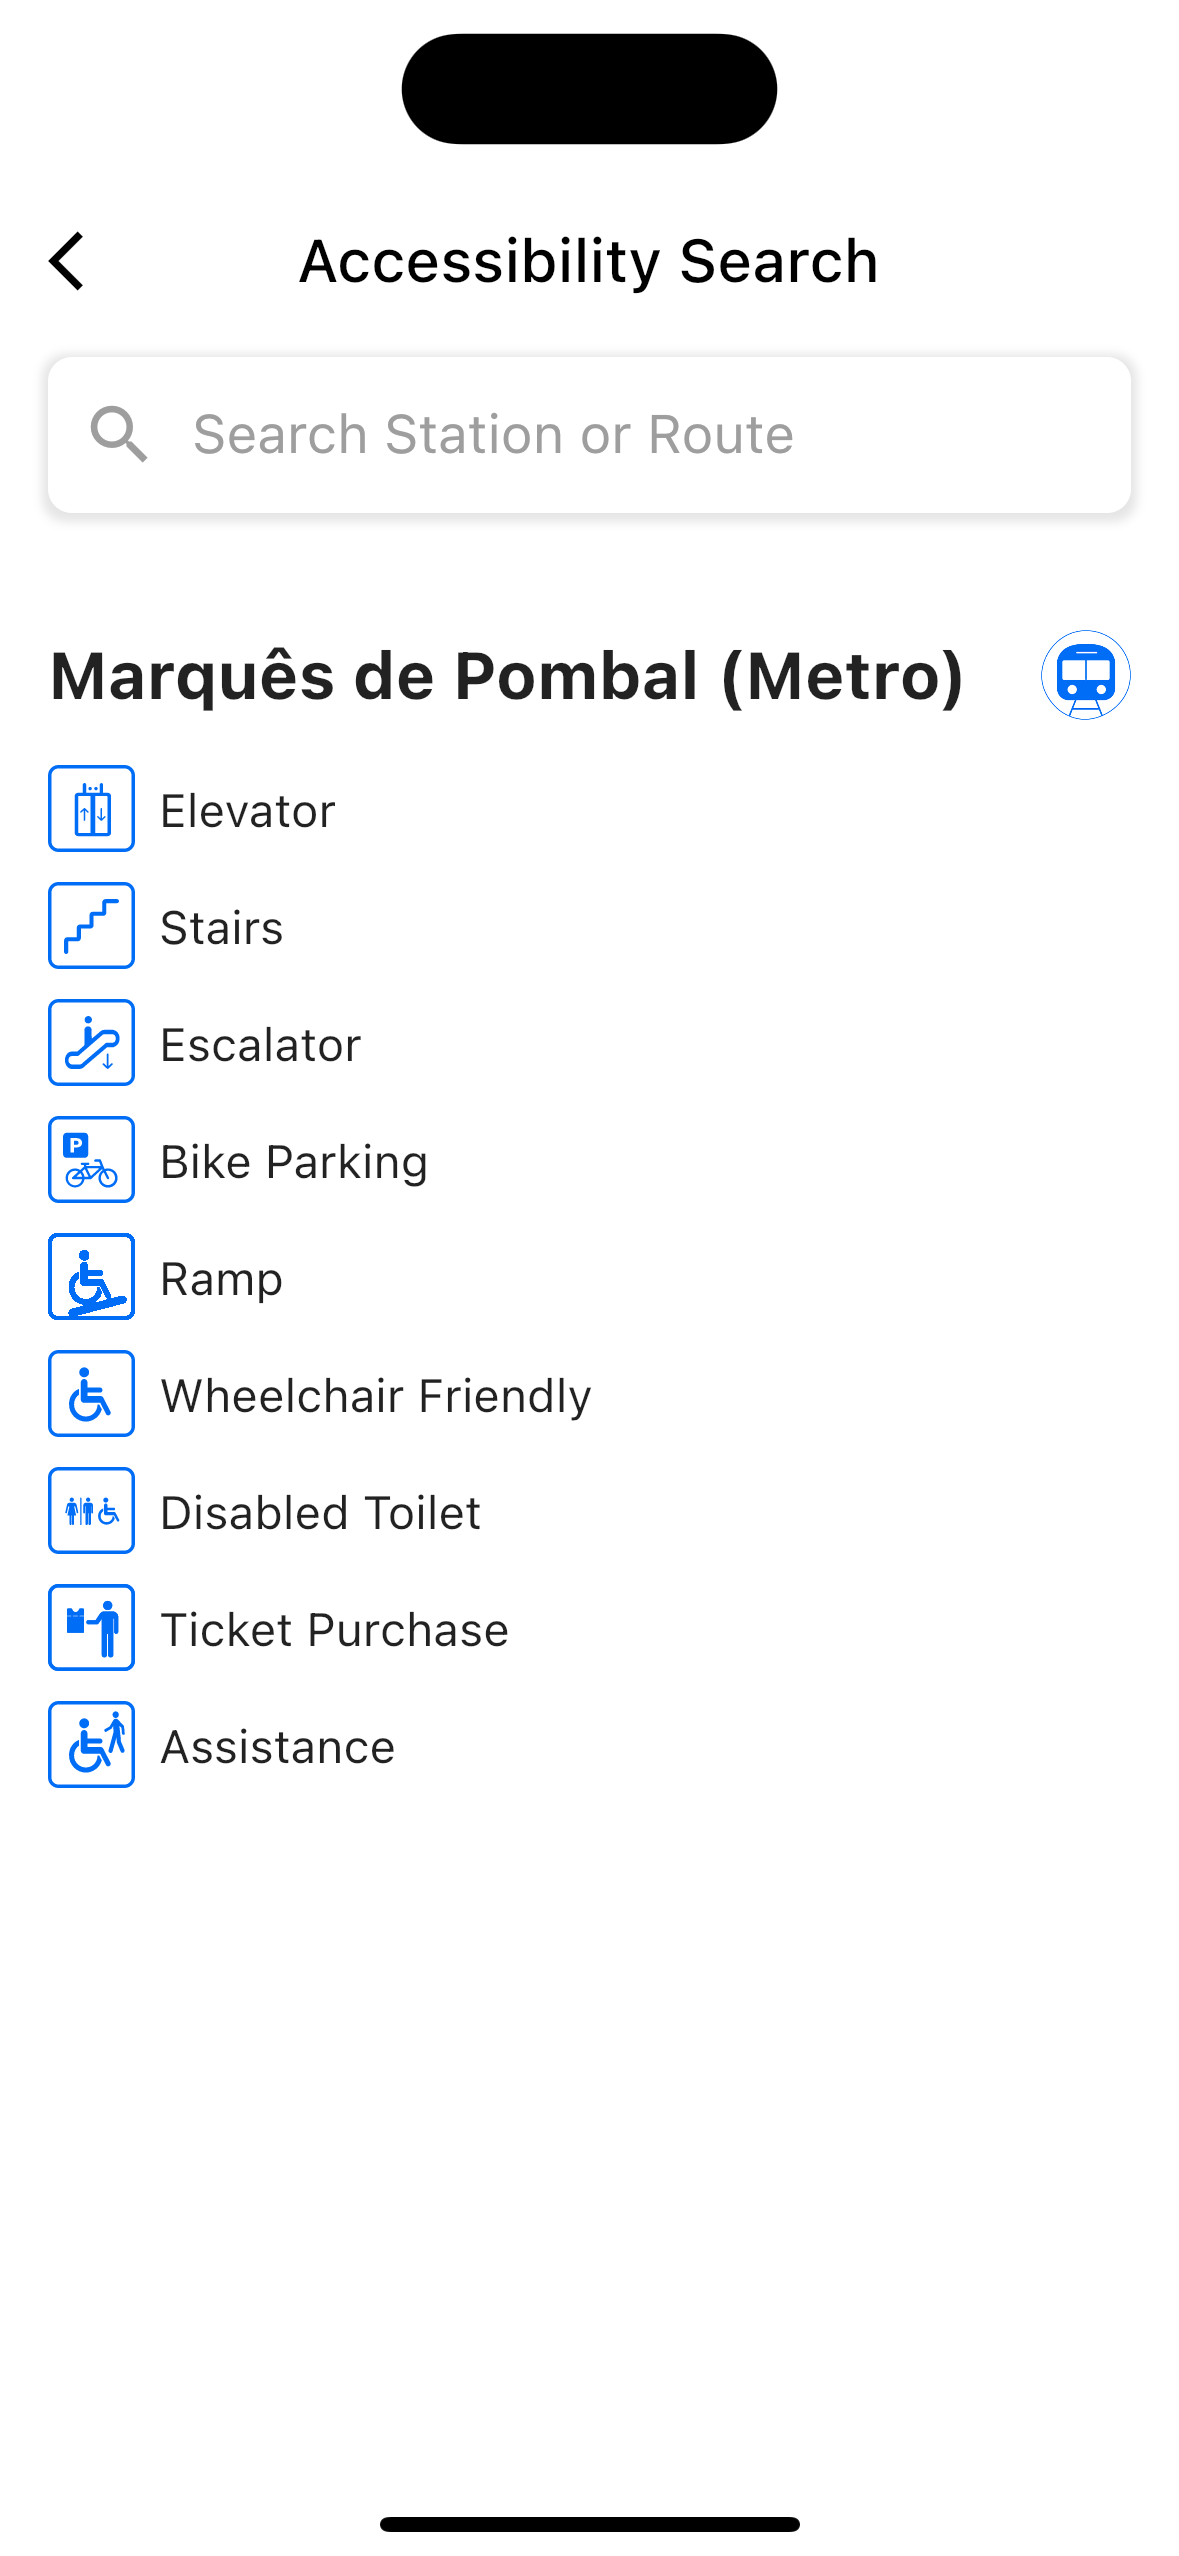 Accessibility Search
Search Station or Route
Marquês de Pombal (Metro)
Elevator
Stairs
Escalator
P
Bike Parking
Ramp
Wheelchair Friendly
Disabled Toilet
Ticket Purchase
Assistance